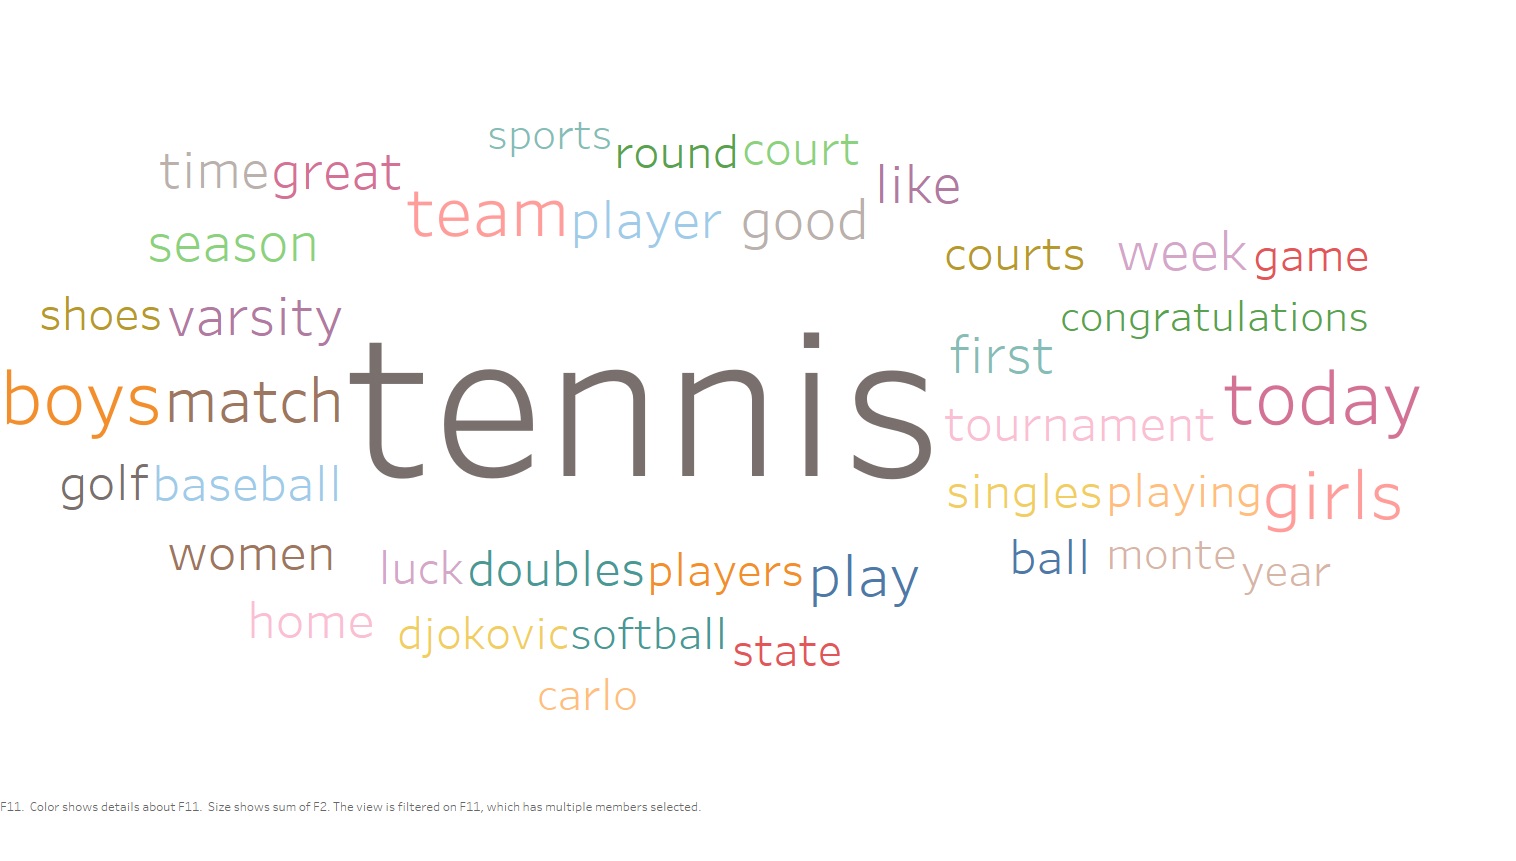 sports round court
time great like
team player good
season courts week game
shoes varsity congratulations
first
boys match tennis today
tournament
golf baseball singles playing girls
women luck doubles players play ball monte year
home djokovic softball state
carlo
F11. Color shows details about F11. Size shows sum of F2. The view is filtered on F11, which has multiple members selected.